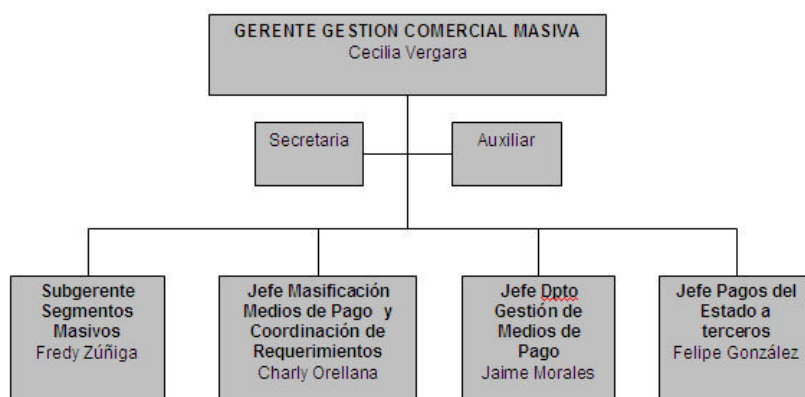 GERENTE GESTION COMERCIAL MASIVA
Cecilia Vergara
Secretaria
Auxiliar
Subgerente
Segmentos
Masivos
Fredy Zúñiga
Jefe Masificación
Medios de Pago y
Coordinación de
Requerimientos
Charly Orellana
Jefe Dpto
Gestión de
Medios de
Pago
Jaime Morales
Jefe Pagos del
Estado a
terceros
Felipe González